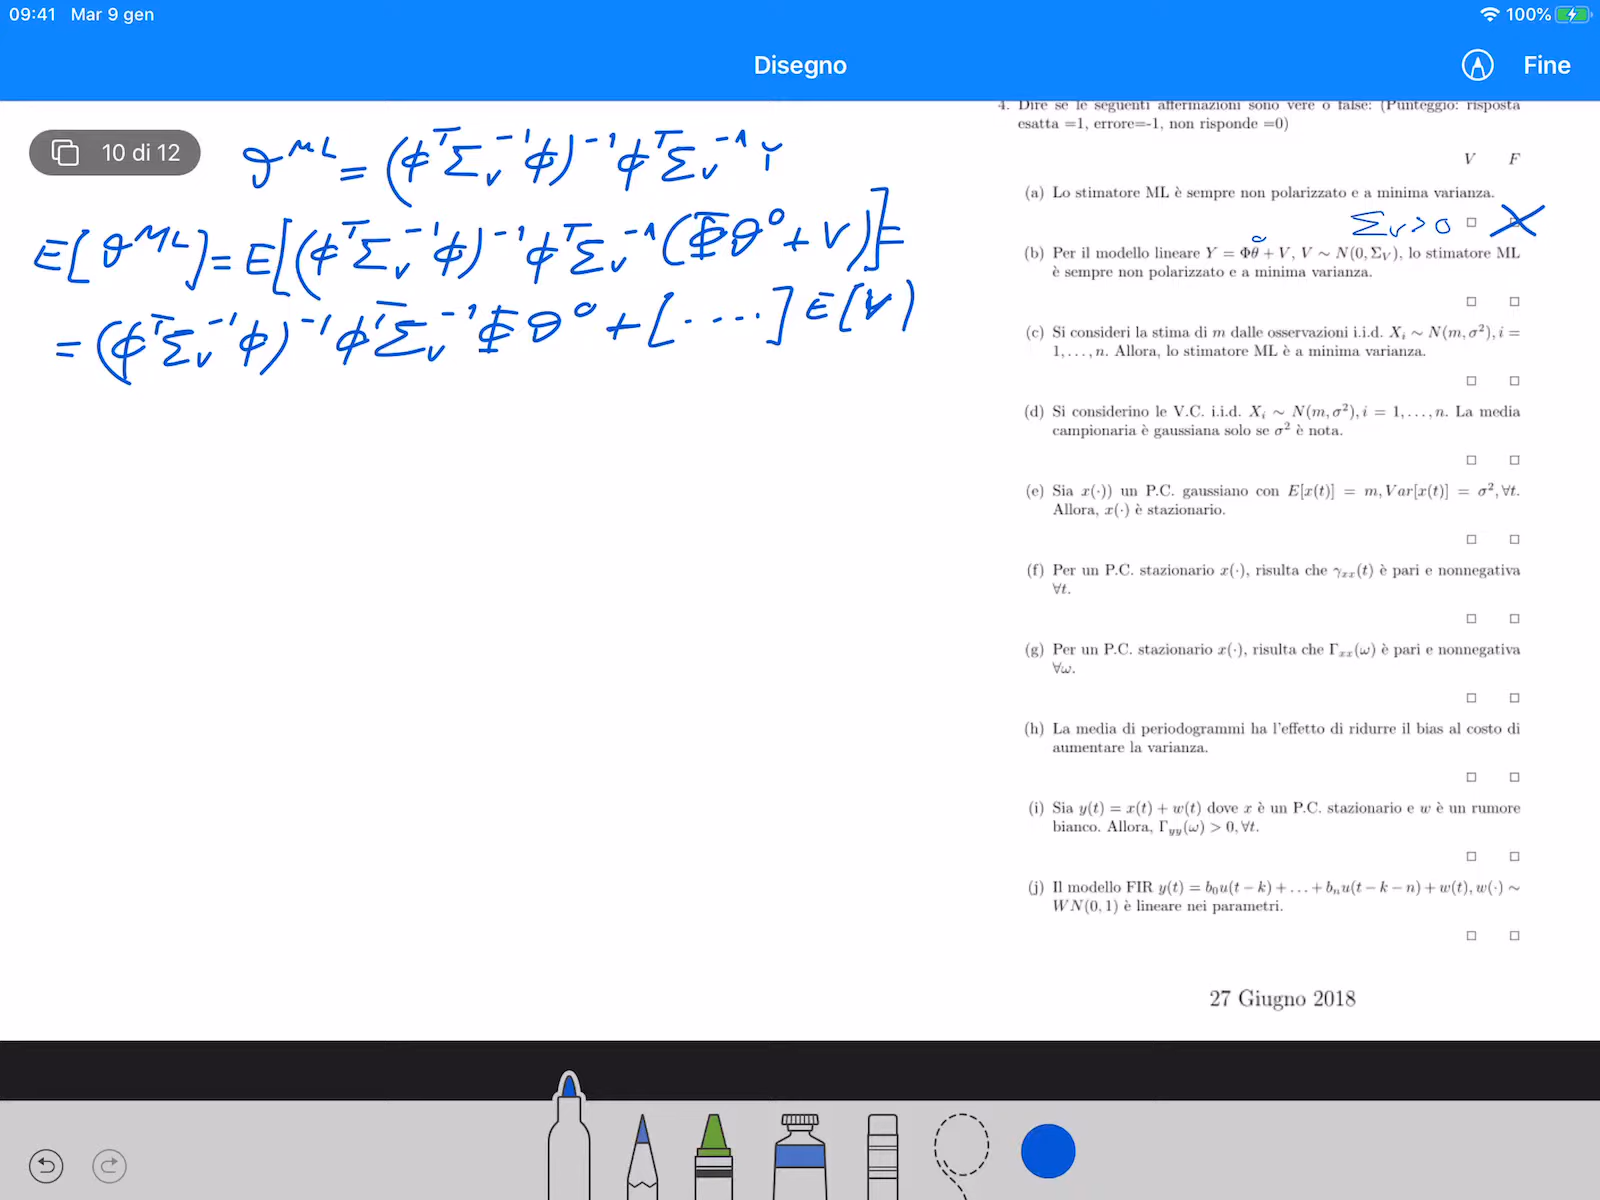 09:41 Mar 9 gen
100%
Disegno
Fine
10 di 12
ϑ^ML = (Φ^T Σ_v^-1 Φ)^-1 Φ^T Σ_v^-1 Y
E[ϑ^ML] = E[(Φ^T Σ_v^-1 Φ)^-1 Φ^T Σ_v^-1 (Φϑ^0 + V)] =
= (Φ^T Σ_v^-1 Φ)^-1 Φ^T Σ_v^-1 Φ ϑ^0 + [....] E[V]
4. Dire se le seguenti affermazioni sono vere o false: (Punteggio: risposta
esatta =1, errore=-1, non risponde =0)
V F
(a) Lo stimatore ML è sempre non polarizzato e a minima varianza.
Σ_v > 0 □ X
o
(b) Per il modello lineare Y = Φθ + V, V ∼ N(0, Σ_V), lo stimatore ML
è sempre non polarizzato e a minima varianza.
□ □
(c) Si consideri la stima di m dalle osservazioni i.i.d. X_i ∼ N(m, σ²), i =
1, . . . , n. Allora, lo stimatore ML è a minima varianza.
□ □
(d) Si considerino le V.C. i.i.d. X_i ∼ N(m, σ²), i = 1, . . . , n. La media
campionaria è gaussiana solo se σ² è nota.
□ □
(e) Sia x(·)) un P.C. gaussiano con E[x(t)] = m, Var[x(t)] = σ², ∀t.
Allora, x(·) è stazionario.
□ □
(f) Per un P.C. stazionario x(·), risulta che γ_xx(t) è pari e nonnegativa
∀t.
□ □
(g) Per un P.C. stazionario x(·), risulta che Γ_xx(ω) è pari e nonnegativa
∀ω.
□ □
(h) La media di periodogrammi ha l'effetto di ridurre il bias al costo di
aumentare la varianza.
□ □
(i) Sia y(t) = x(t) + w(t) dove x è un P.C. stazionario e w è un rumore
bianco. Allora, Γ_yy(ω) > 0, ∀t.
□ □
(j) Il modello FIR y(t) = b_0u(t − k) + . . . + b_nu(t − k − n) + w(t), w(·) ∼
WN(0, 1) è lineare nei parametri.
□ □
27 Giugno 2018